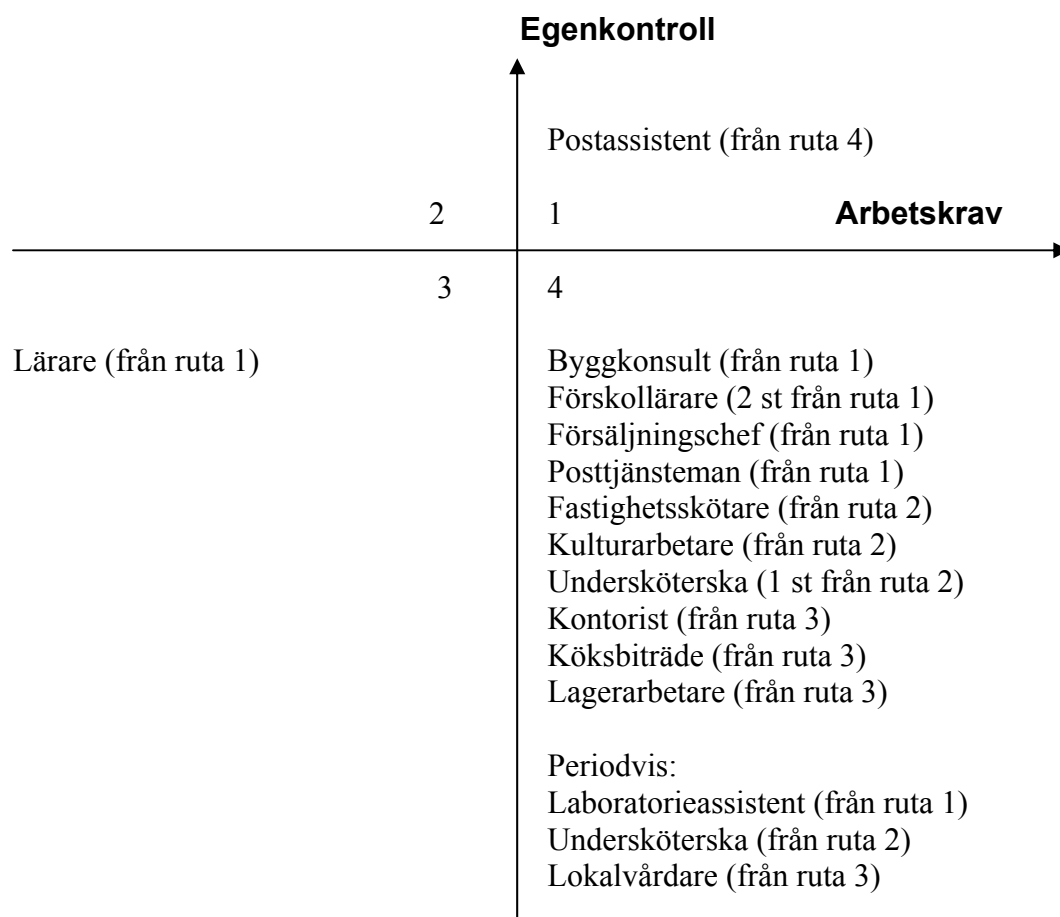 Egenkontroll
Postassistent (från ruta 4)
2 1 Arbetskrav
3 4
Lärare (från ruta 1) Byggkonsult (från ruta 1)
Förskollärare (2 st från ruta 1)
Försäljningschef (från ruta 1)
Posttjänsteman (från ruta 1)
Fastighetsskötare (från ruta 2)
Kulturarbetare (från ruta 2)
Undersköterska (1 st från ruta 2)
Kontorist (från ruta 3)
Köksbiträde (från ruta 3)
Lagerarbetare (från ruta 3)
Periodvis:
Laboratorieassistent (från ruta 1)
Undersköterska (från ruta 2)
Lokalvårdare (från ruta 3)